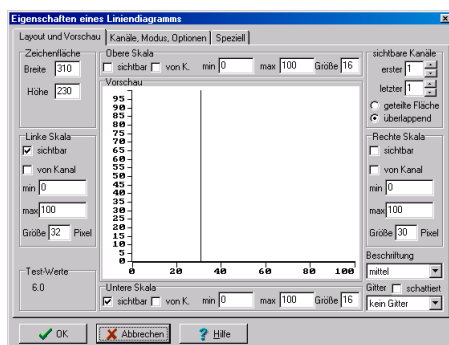 Eigenschaften eines Liniendiagramms
Layout und Vorschau Kanäle, Modus, Optionen Speziell
Zeichenfläche
Breite 310
Höhe 230
Obere Skala
sichtbar von K. min 0 max 100 Größe 16
sichtbare Kanäle
erster 1
letzter 1
geteilte Fläche
überlappend
Linke Skala
sichtbar
von Kanal
min 0
max 100
Größe 32 Pixel
Vorschau
95
90
85
80
75
70
65
60
55
50
45
40
35
30
25
20
15
10
5
0
0 20 40 60 80 100
Rechte Skala
sichtbar
von Kanal
min 0
max 100
Größe 30 Pixel
Test-Werte
6.0
Untere Skala
sichtbar von K. min 0 max 100 Größe 16
Beschriftung
mittel
Gitter schattiert
kein Gitter
OK Abbrechen Hilfe